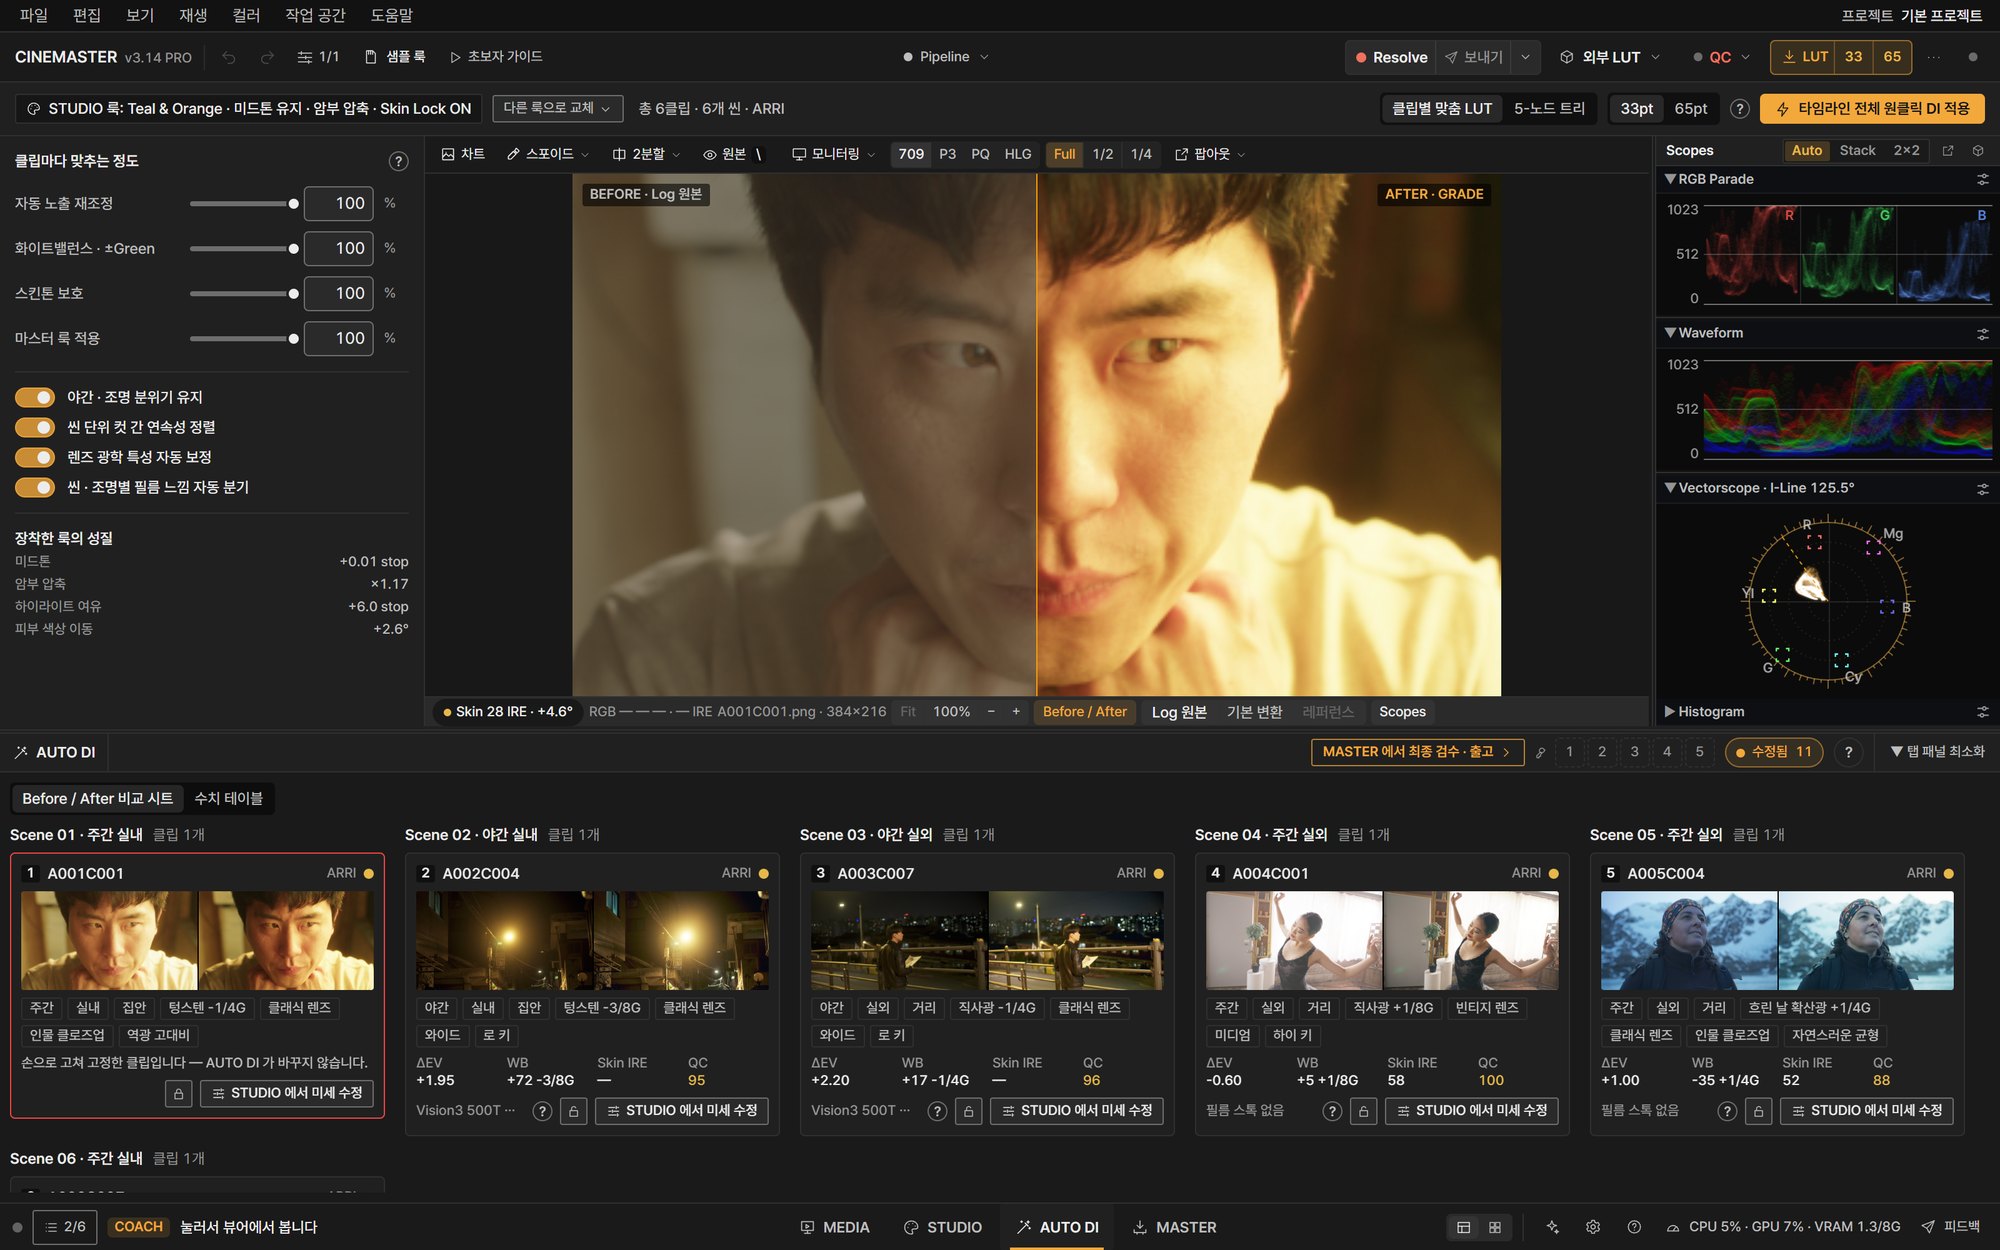 파일 편집 보기 재생 컬러 작업 공간 도움말 프로젝트 기본 프로젝트
CINEMASTER v3.14 PRO 1/1 샘플 룩 초보자 가이드 Pipeline Resolve 보내기 외부 LUT QC LUT 33 65 ···
STUDIO 룩: Teal & Orange · 미드톤 유지 · 암부 압축 · Skin Lock ON 다른 룩으로 교체 총 6클립 · 6개 씬 · ARRI 클립별 맞춤 LUT 5-노드 트리 33pt 65pt ? 타임라인 전체 원클릭 DI 적용
클립마다 맞추는 정도 ?
자동 노출 재조정 100 %
화이트밸런스 · ±Green 100 %
스킨톤 보호 100 %
마스터 룩 적용 100 %
야간 · 조명 분위기 유지
씬 단위 컷 간 연속성 정렬
렌즈 광학 특성 자동 보정
씬 · 조명별 필름 느낌 자동 분기
장착한 룩의 성질
미드톤 +0.01 stop
암부 압축 ×1.17
하이라이트 여유 +6.0 stop
피부 색상 이동 +2.6°
차트 스포이드 2분할 원본 \ 모니터링 709 P3 PQ HLG Full 1/2 1/4 팝아웃
BEFORE · Log 원본 AFTER · GRADE
Skin 28 IRE · +4.6° RGB — — — · — IRE A001C001.png · 384×216 Fit 100% − + Before / After Log 원본 기본 변환 레퍼런스 Scopes
Scopes Auto Stack 2×2
▼RGB Parade
1023 R G B
512
0
▼Waveform
1023
512
0
▼Vectorscope · I-Line 125.5°
R Mg
Yl B
G Cy
▶Histogram
AUTO DI MASTER 에서 최종 검수 · 출고 1 2 3 4 5 수정됨 11 ? ▼탭 패널 최소화
Before / After 비교 시트 수치 테이블
Scene 01 · 주간 실내 클립 1개
1 A001C001 ARRI
주간 실내 집안 텅스텐 -1/4G 클래식 렌즈
인물 클로즈업 역광 고대비
손으로 고쳐 고정한 클립입니다 — AUTO DI 가 바꾸지 않습니다.
STUDIO 에서 미세 수정
Scene 02 · 야간 실내 클립 1개
2 A002C004 ARRI
야간 실내 집안 텅스텐 -3/8G 클래식 렌즈
와이드 로 키
ΔEV WB Skin IRE QC
+1.95 +72 -3/8G — 95
Vision3 500T ··· ? STUDIO 에서 미세 수정
Scene 03 · 야간 실외 클립 1개
3 A003C007 ARRI
야간 실외 거리 직사광 -1/4G 클래식 렌즈
와이드 로 키
ΔEV WB Skin IRE QC
+2.20 +17 -1/4G — 96
Vision3 500T ··· ? STUDIO 에서 미세 수정
Scene 04 · 주간 실외 클립 1개
4 A004C001 ARRI
주간 실외 거리 직사광 +1/8G 빈티지 렌즈
미디엄 하이 키
ΔEV WB Skin IRE QC
-0.60 +5 +1/8G 58 100
필름 스톡 없음 ? STUDIO 에서 미세 수정
Scene 05 · 주간 실외 클립 1개
5 A005C004 ARRI
주간 실외 거리 흐린 날 확산광 +1/4G
클래식 렌즈 인물 클로즈업 자연스러운 균형
ΔEV WB Skin IRE QC
+1.00 -35 +1/4G 52 88
필름 스톡 없음 ? STUDIO 에서 미세 수정
Scene 06 · 주간 실내 클립 1개
2/6 COACH 눌러서 뷰어에서 봅니다 MEDIA STUDIO AUTO DI MASTER CPU 5% · GPU 7% · VRAM 1.3/8G 피드백